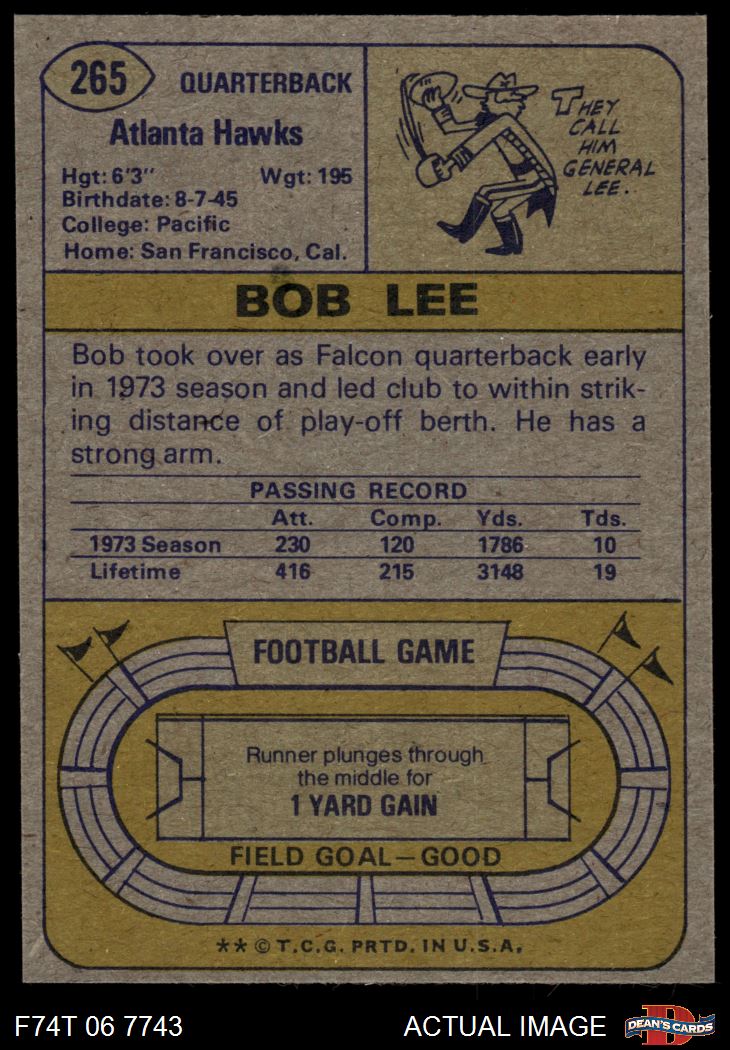 265
QUARTERBACK
Atlanta Hawks
Hgt: 6'3"
Wgt: 195
Birthdate: 8-7-45
College: Pacific
Home: San Francisco, Cal.
THEY
CALL
HIM
GENERAL
LEE..
BOB LEE
Bob took over as Falcon quarterback early
in 1973 season and led club to within strik-
ing distance of play-off berth. He has a
strong arm.
PASSING RECORD
Att. Comp. Yds. Tds.
1973 Season 230 120 1786 10
Lifetime 416 215 3148 19
FOOTBALL GAME
Runner plunges through
the middle for
1 YARD GAIN
FIELD GOAL—GOOD
** © T.C.G. PRTD. IN U.S.A.
F74T 06 7743
ACTUAL IMAGE
D
DEAN'S CARDS